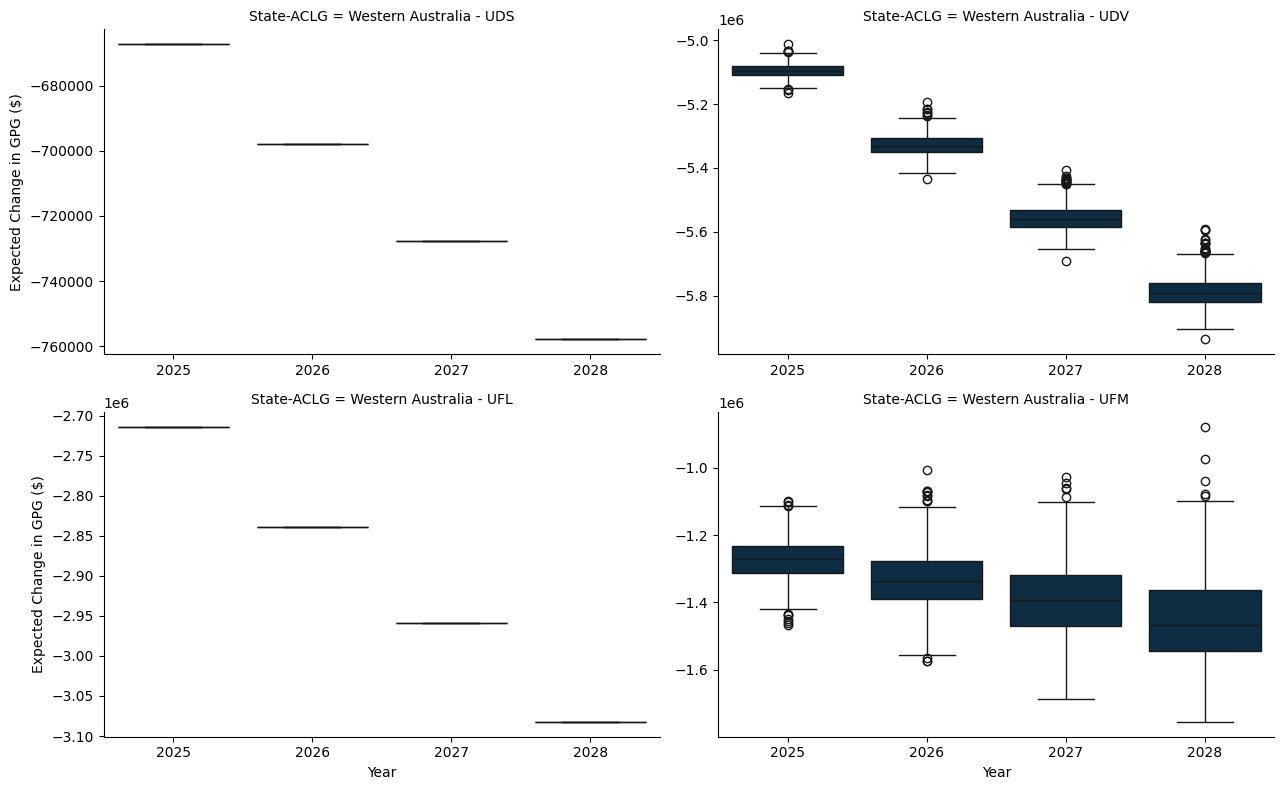 State-ACLG = Western Australia - UDS
Expected Change in GPG ($)
−680000
−700000
−720000
−740000
−760000
2025 2026 2027 2028
State-ACLG = Western Australia - UDV
1e6
−5.0
−5.2
−5.4
−5.6
−5.8
2025 2026 2027 2028
State-ACLG = Western Australia - UFL
1e6
Expected Change in GPG ($)
−2.70
−2.75
−2.80
−2.85
−2.90
−2.95
−3.00
−3.05
−3.10
2025 2026 2027 2028
Year
State-ACLG = Western Australia - UFM
1e6
−1.0
−1.2
−1.4
−1.6
2025 2026 2027 2028
Year